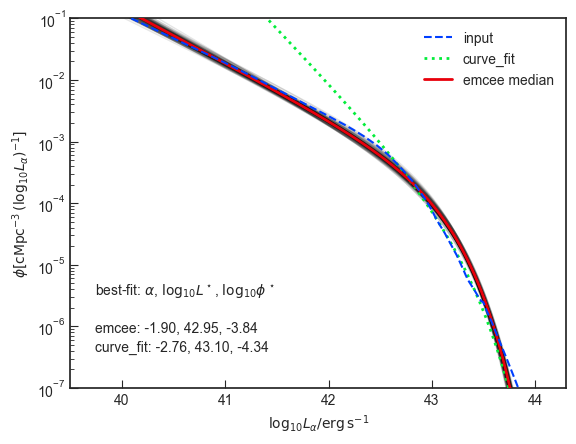 10⁻¹
10⁻²
10⁻³
10⁻⁴
10⁻⁵
10⁻⁶
10⁻⁷
ϕ [cMpc⁻³ (log₁₀Lα)⁻¹]
input
curve_fit
emcee median
best-fit: α, log₁₀L*, log₁₀ϕ*
emcee: -1.90, 42.95, -3.84
curve_fit: -2.76, 43.10, -4.34
40 41 42 43 44
log₁₀Lα/erg s⁻¹